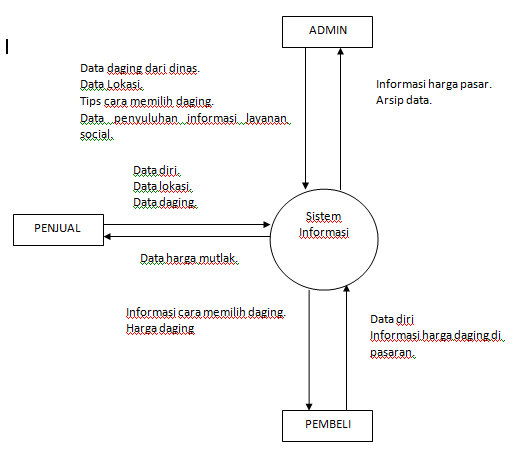 ADMIN
Data daging dari dinas.
Data Lokasi.
Tips cara memilih daging.
Data penyuluhan informasi layanan
social.
Informasi harga pasar.
Arsip data.
Data diri.
Data lokasi.
Data daging.
PENJUAL
Sistem
Informasi
Data harga mutlak.
Informasi cara memilih daging.
Harga daging
Data diri
Informasi harga daging di
pasaran.
PEMBELI